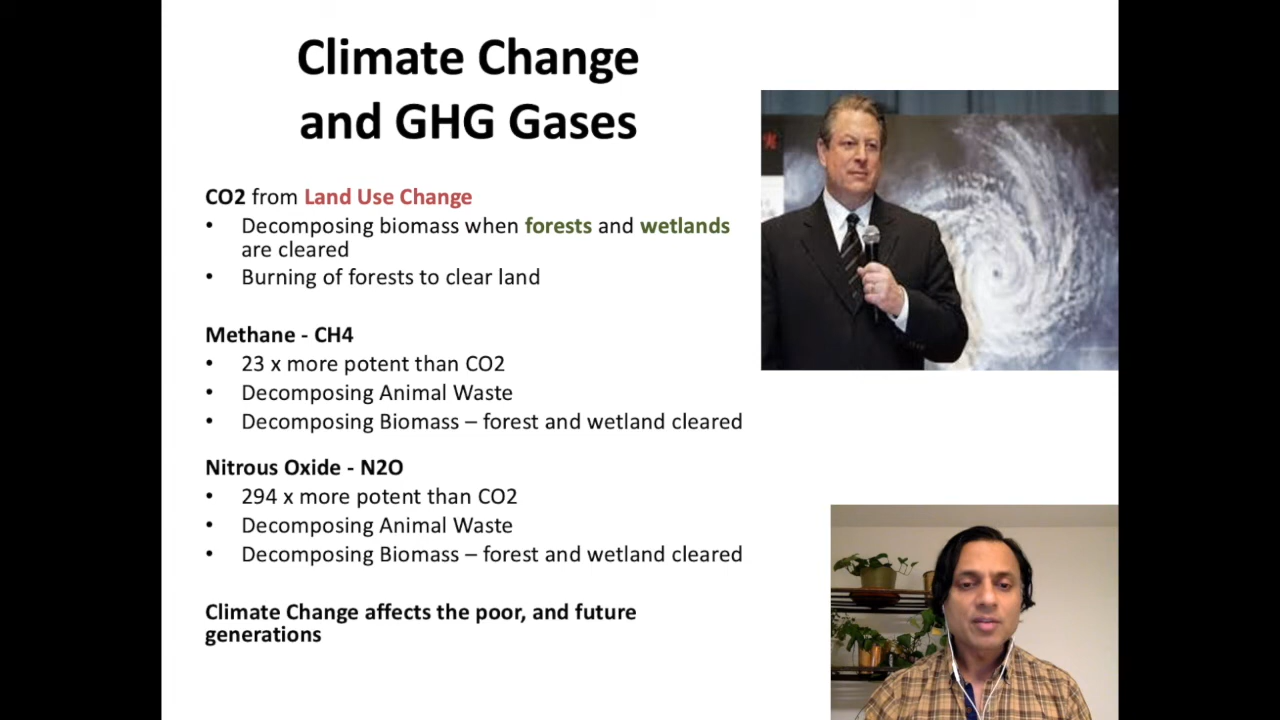 Climate Change
and GHG Gases
CO2 from Land Use Change
• Decomposing biomass when forests and wetlands
are cleared
• Burning of forests to clear land
Methane - CH4
• 23 x more potent than CO2
• Decomposing Animal Waste
• Decomposing Biomass – forest and wetland cleared
Nitrous Oxide - N2O
• 294 x more potent than CO2
• Decomposing Animal Waste
• Decomposing Biomass – forest and wetland cleared
Climate Change affects the poor, and future
generations